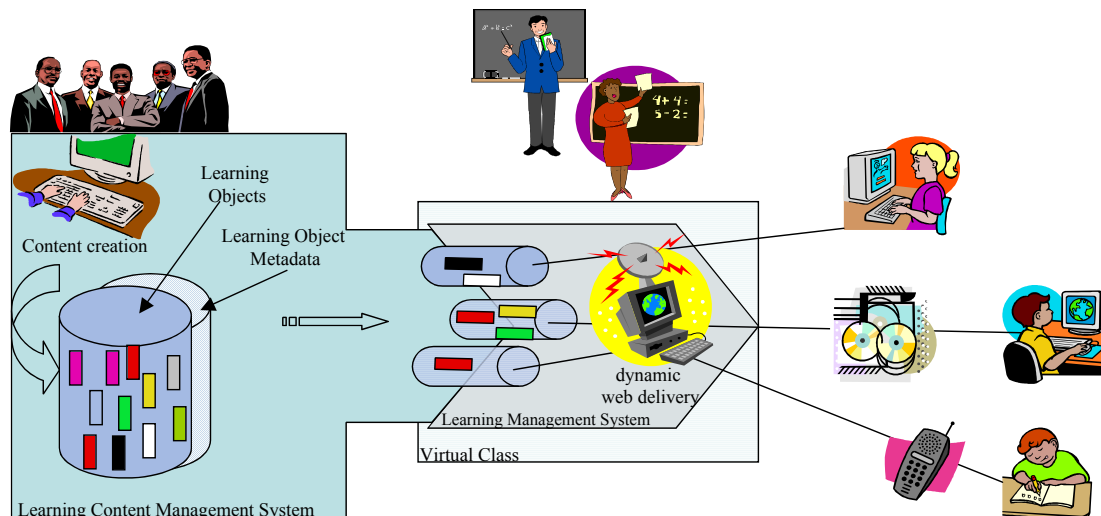 4 + 4 =
5 - 2 =
Learning
Objects
Content creation
Learning Object
Metadata
dynamic
web delivery
Learning Management System
Virtual Class
Learning Content Management System